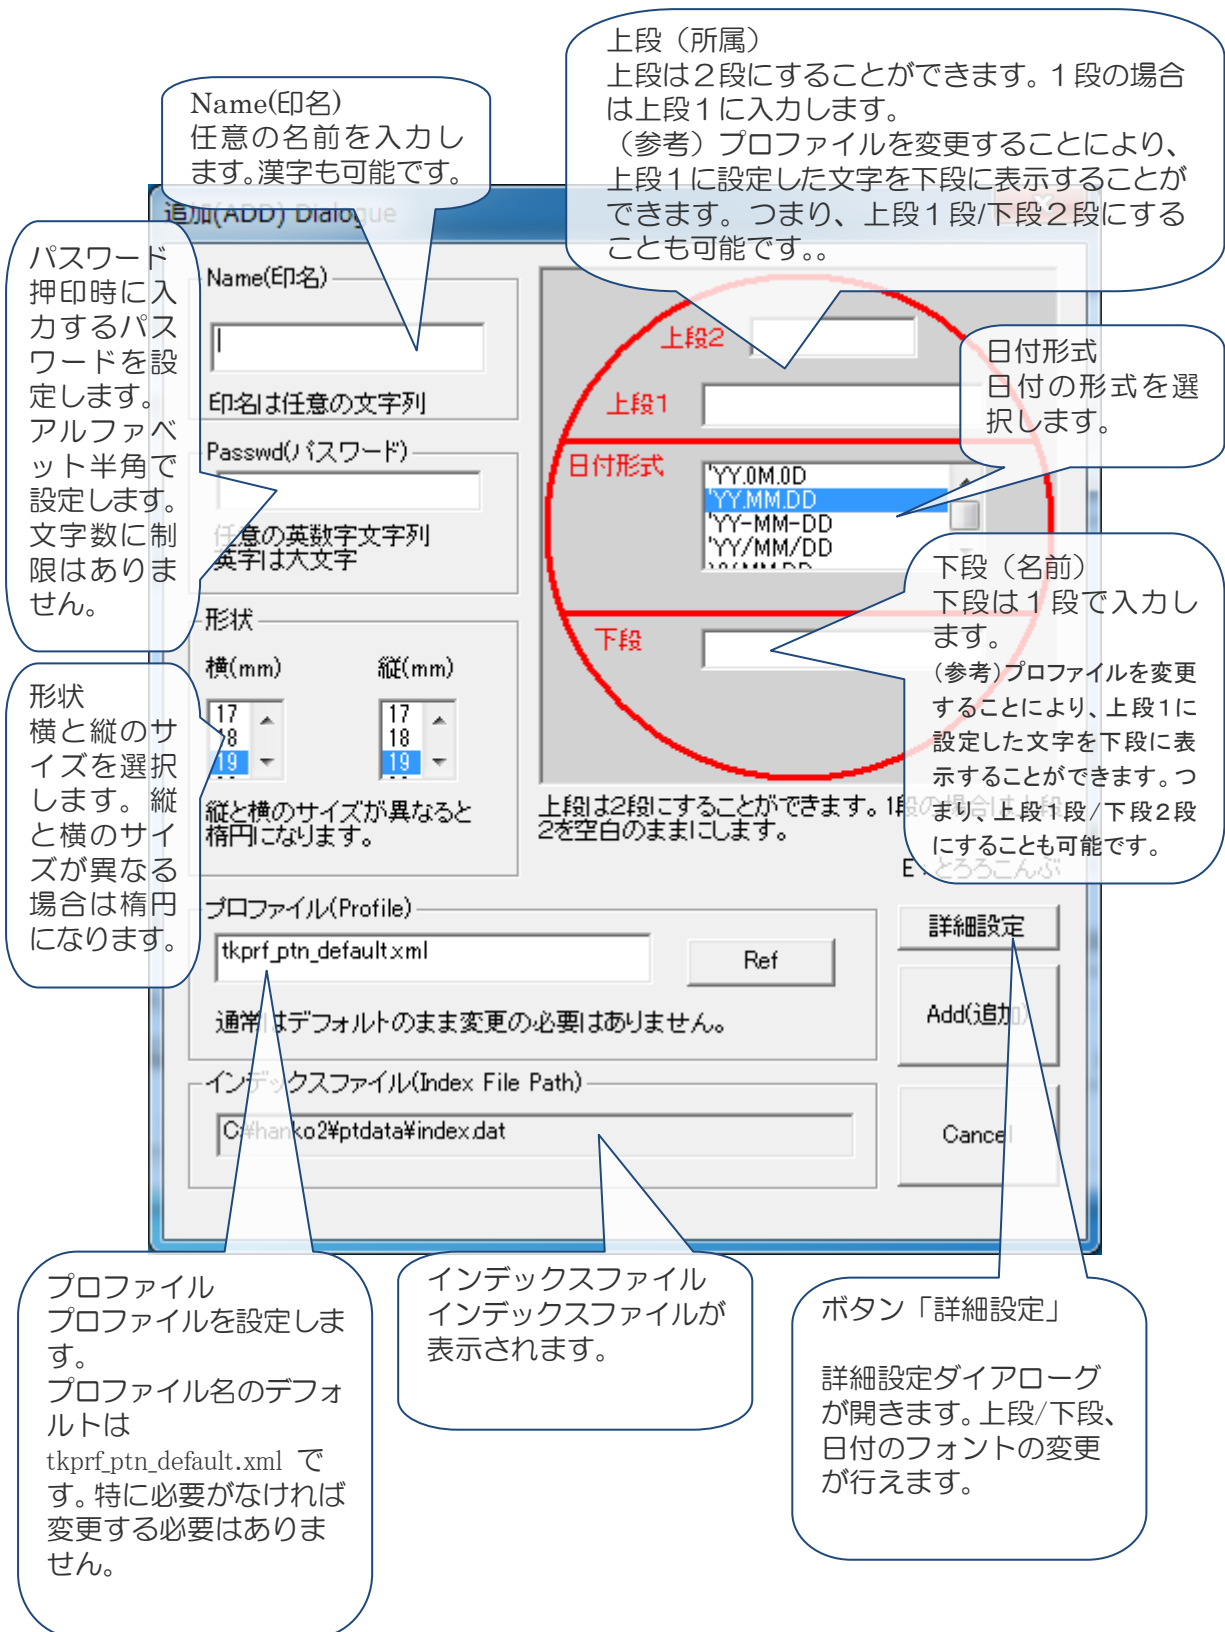 上段（所属）
上段は２段にすることができます。１段の場合
は上段１に入力します。
（参考）プロファイルを変更することにより、
上段１に設定した文字を下段に表示することが
できます。つまり、上段１段/下段２段にする
ことも可能です。。
Name(印名)
任意の名前を入力し
ます。漢字も可能です。
追加(ADD) Dialogue
パスワード
押印時に入
力するパス
ワードを設
定します。
アルファベ
ット半角で
設定します。
文字数に制
限はありま
せん。
Name(印名)
印名は任意の文字列
Passwd(パスワード)
任意の英数字文字列
英字は大文字
上段2
上段1
日付形式
'YY.0M.0D
'YY.MM.DD
'YY-MM-DD
'YY/MM/DD
下段
日付形式
日付の形式を選
択します。
下段（名前）
下段は１段で入力し
ます。
(参考)プロファイルを変更
することにより、上段１に
設定した文字を下段に表
示することができます。つ
まり、上段１段/下段２段
にすることも可能です。
形状
横(mm)
縦(mm)
17
18
19
17
18
19
縦と横のサイズが異なると
楕円になります。
形状
横と縦のサ
イズを選択
します。縦
と横のサイ
ズが異なる
場合は楕円
になります。
上段は2段にすることができます。1段の場合は上段
2を空白のままにします。
E:とろろこんぶ
プロファイル(Profile)
tkprf_ptn_default.xml
Ref
通常はデフォルトのまま変更の必要はありません。
詳細設定
Add(追加)
インデックスファイル(Index File Path)
C:¥hanko2¥ptdata¥index.dat
Cancel
プロファイル
プロファイルを設定しま
す。
プロファイル名のデフォ
ルトは
tkprf_ptn_default.xml で
す。特に必要がなければ
変更する必要はありま
せん。
インデックスファイル
インデックスファイルが
表示されます。
ボタン「詳細設定」
詳細設定ダイアローグ
が開きます。上段/下段、
日付のフォントの変更
が行えます。